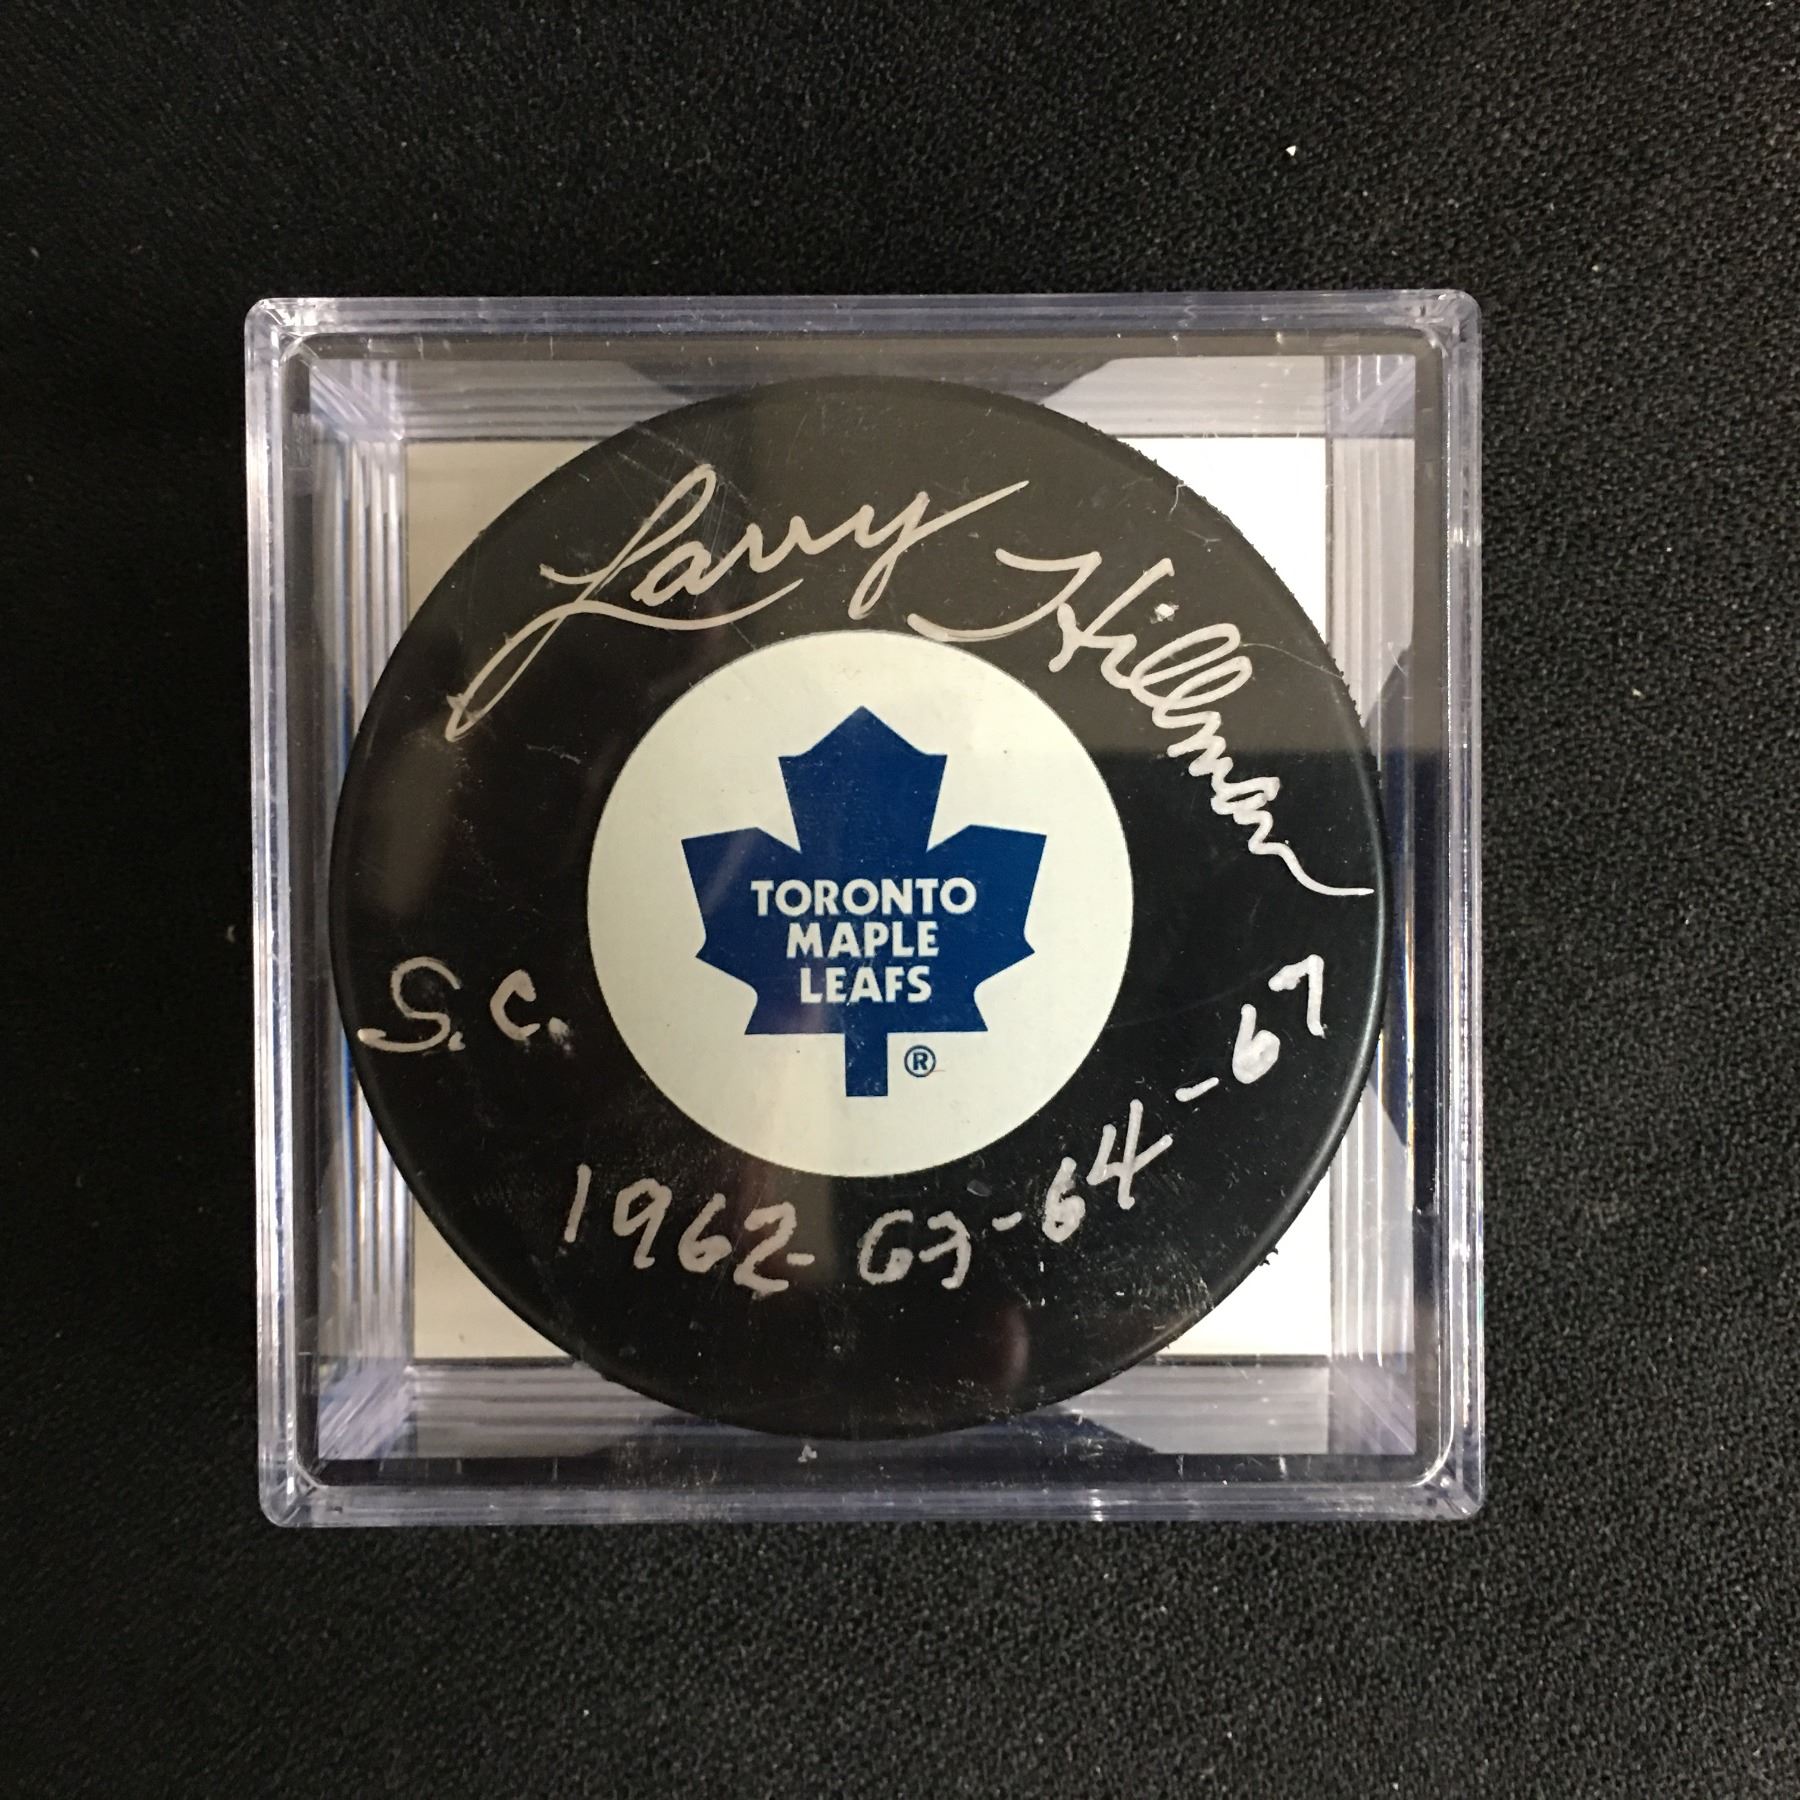 Larry Hillman
TORONTO
MAPLE
LEAFS
®
S.C.
1962-63-64-67